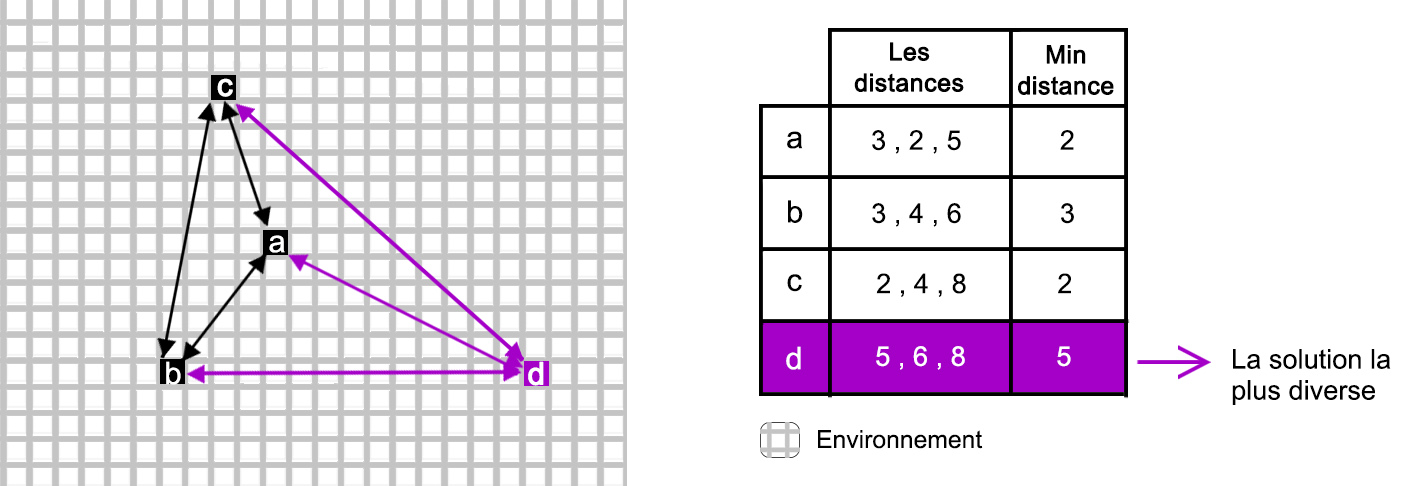 c
a
b
d
Les distances
Min distance
a 3 , 2 , 5 2
b 3 , 4 , 6 3
c 2 , 4 , 8 2
d 5 , 6 , 8 5
La solution la
plus diverse
Environnement